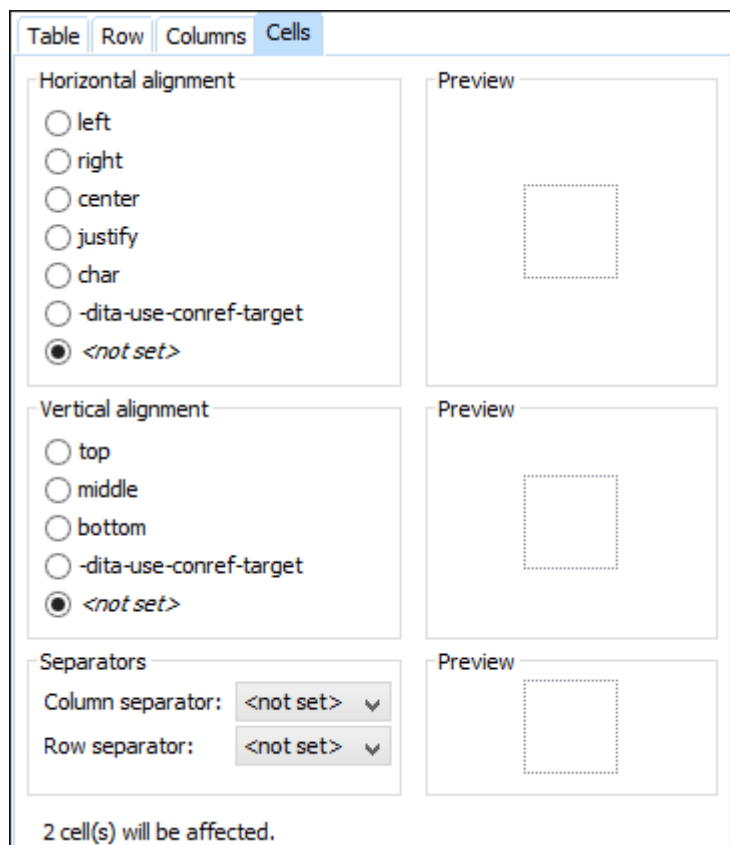 Table Row Columns Cells
Horizontal alignment
left
right
center
justify
char
-dita-use-conref-target
<not set>
Preview
Vertical alignment
top
middle
bottom
-dita-use-conref-target
<not set>
Preview
Separators
Column separator: <not set>
Row separator: <not set>
Preview
2 cell(s) will be affected.